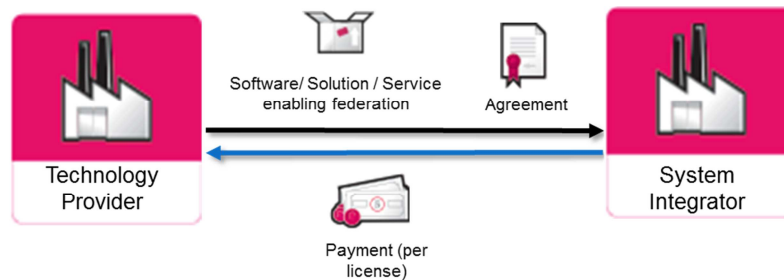 Software/ Solution / Service
enabling federation
Agreement
Technology
Provider
System
Integrator
Payment (per
license)